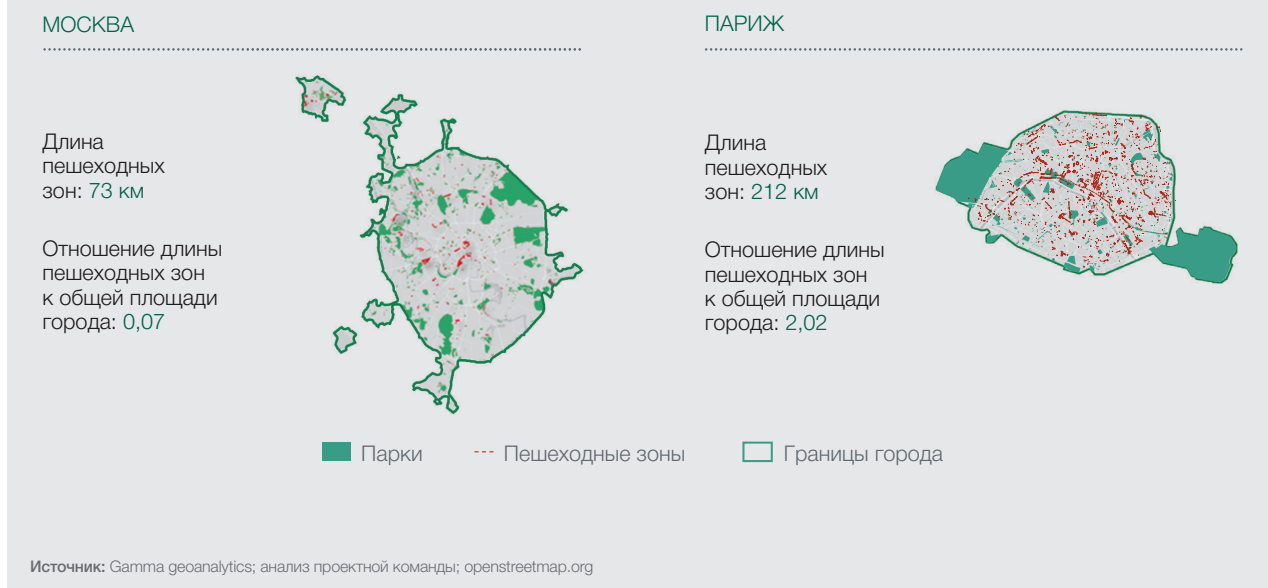 МОСКВА
Длина
пешеходных
зон: 73 км
Отношение длины
пешеходных зон
к общей площади
города: 0,07
ПАРИЖ
Длина
пешеходных
зон: 212 км
Отношение длины
пешеходных зон
к общей площади
города: 2,02
Парки
Пешеходные зоны
Границы города
Источник: Gamma geoanalytics; анализ проектной команды; openstreetmap.org